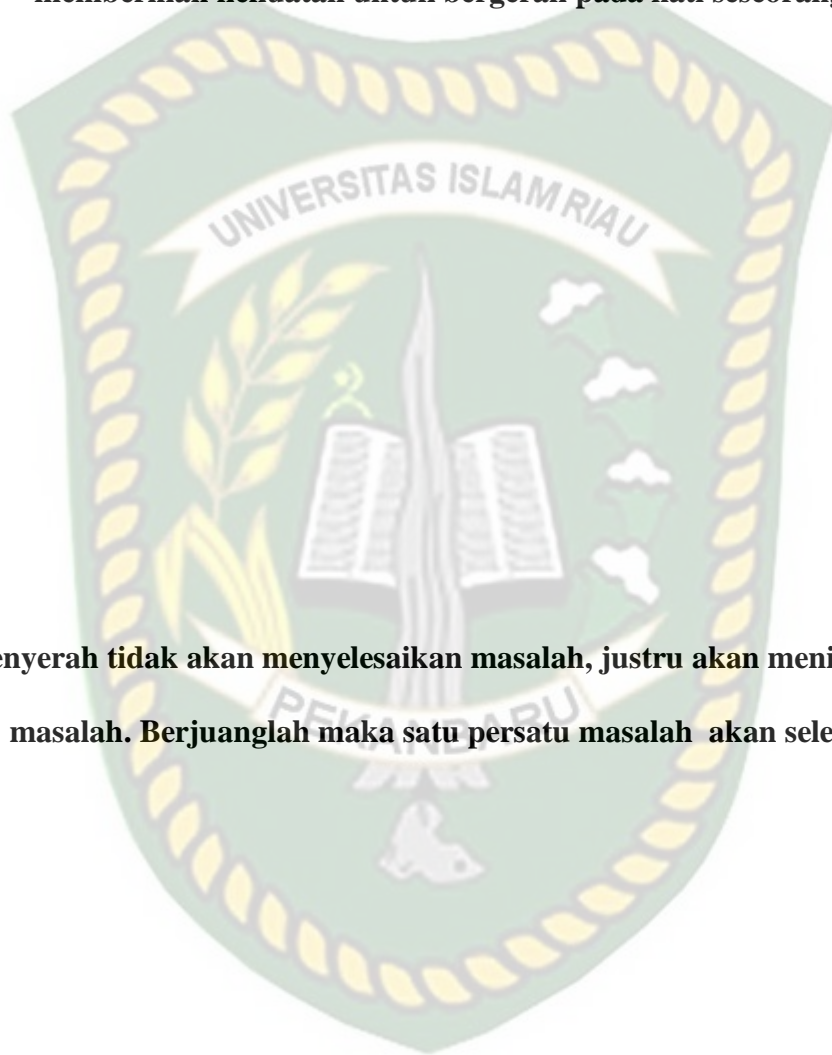 memberikan kekuatan untuk bergerak pada hati seseorang
UNIVERSITAS ISLAM RIAU
enyerah tidak akan menyelesaikan masalah, justru akan meni
PEKANBARU
masalah. Berjuanglah maka satu persatu masalah akan sele